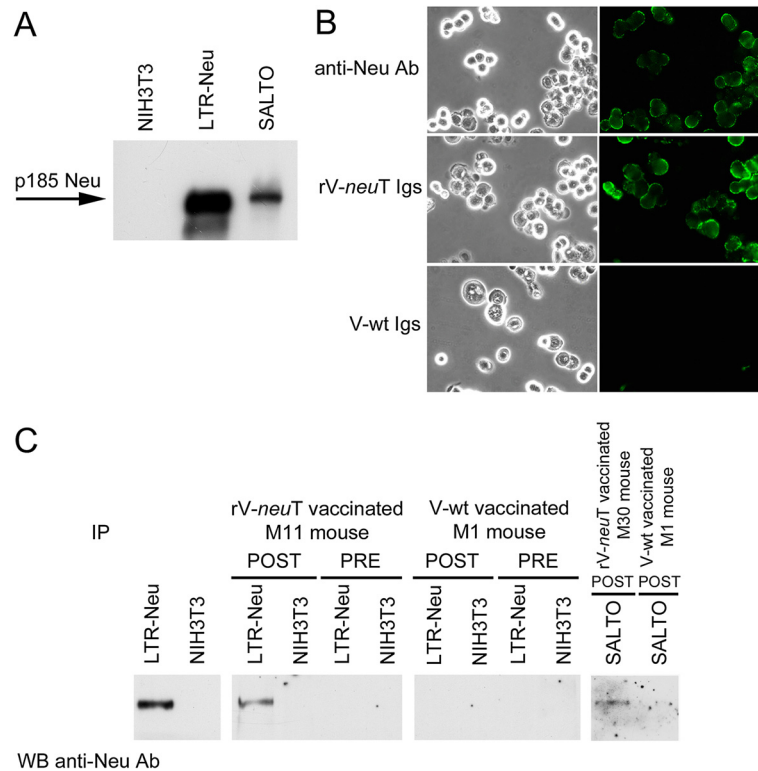 A
NIH3T3
LTR-Neu
SALTO
p185 Neu
B
anti-Neu Ab
rV-neuT Igs
V-wt Igs
C
IP
rV-neuT vaccinated
M11 mouse
V-wt vaccinated
M1 mouse
rV-neuT vaccinated
M30 mouse
V-wt vaccinated
M1 mouse
POST
PRE
POST
PRE
POST
POST
LTR-Neu
NIH3T3
LTR-Neu
NIH3T3
LTR-Neu
NIH3T3
LTR-Neu
NIH3T3
LTR-Neu
NIH3T3
SALTO
SALTO
WB anti-Neu Ab